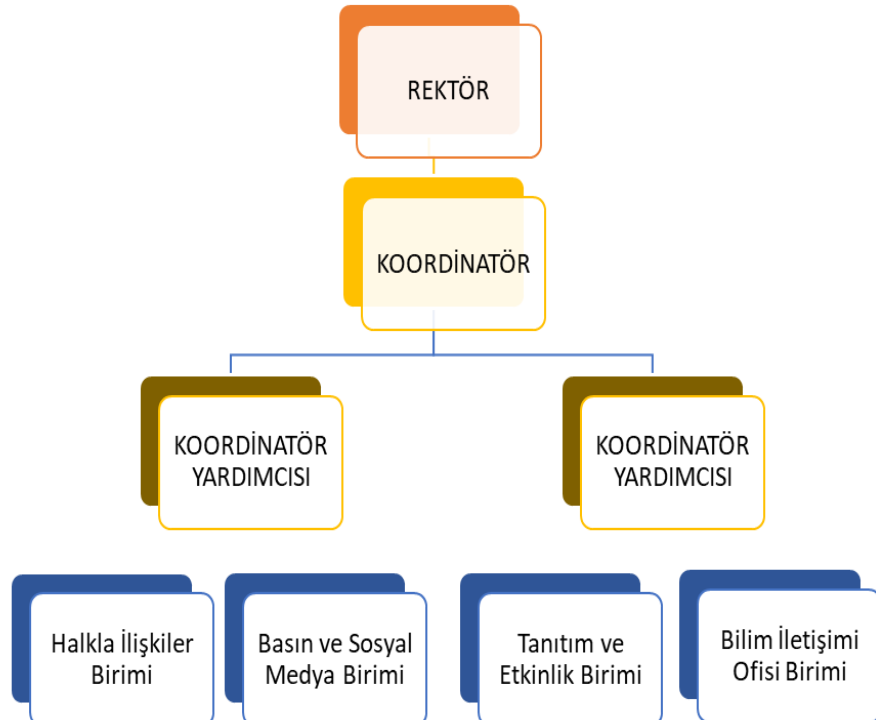 REKTÖR
KOORDİNATÖR
KOORDİNATÖR
YARDIMCISI
KOORDİNATÖR
YARDIMCISI
Halkla İlişkiler
Birimi
Basın ve Sosyal
Medya Birimi
Tanıtım ve
Etkinlik Birimi
Bilim İletişimi
Ofisi Birimi